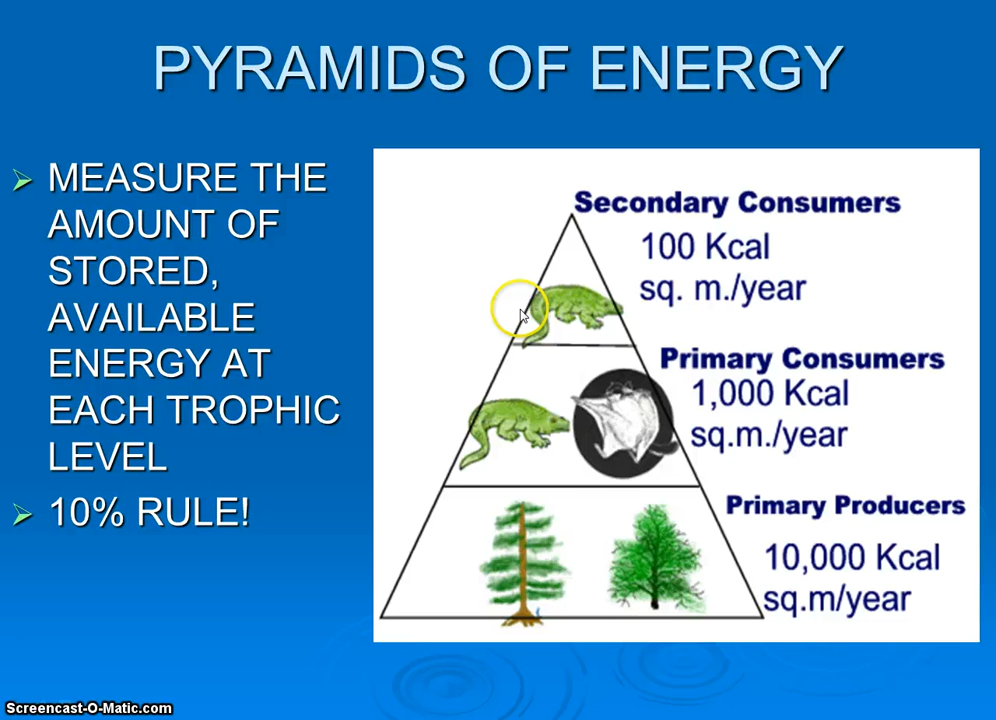 PYRAMIDS OF ENERGY
MEASURE THE
AMOUNT OF
STORED,
AVAILABLE
ENERGY AT
EACH TROPHIC
LEVEL
10% RULE!
Secondary Consumers
100 Kcal
sq. m./year
Primary Consumers
1,000 Kcal
sq.m./year
Primary Producers
10,000 Kcal
sq.m/year
Screencast-O-Matic.com